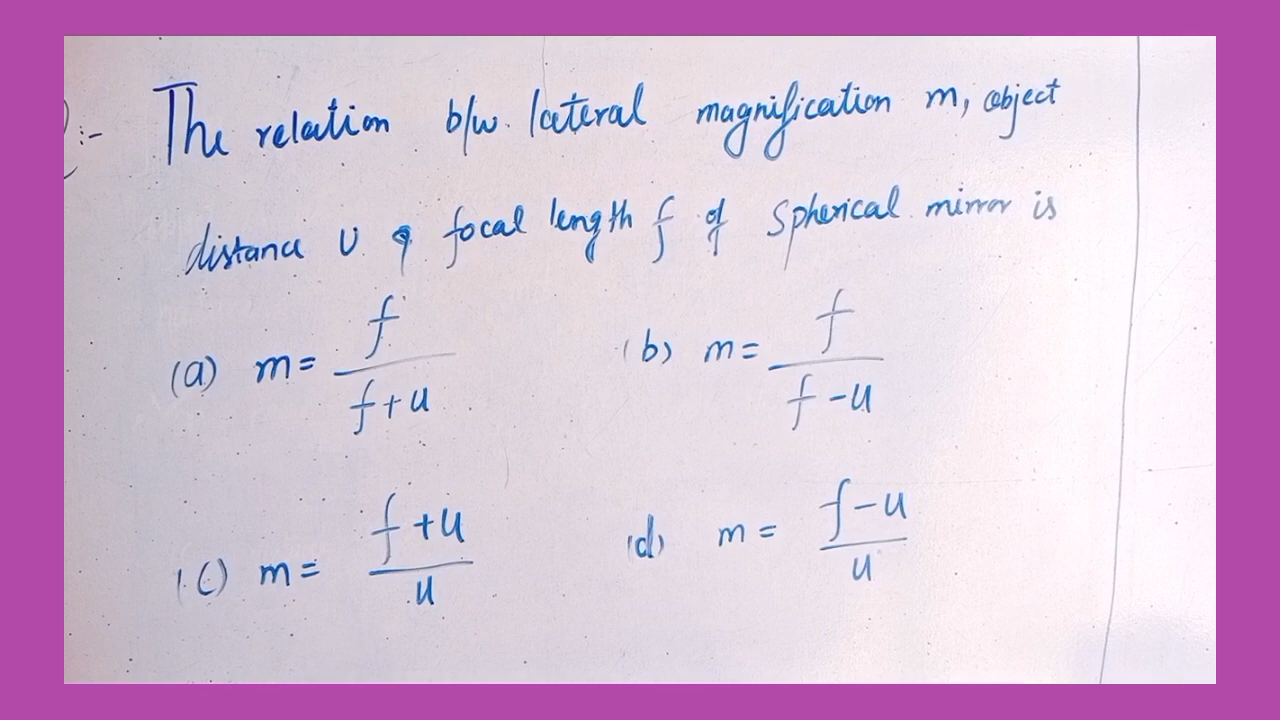 :- The relation b/w. lateral magnification m, object
distance u & focal length f of Spherical mirror is
(a) m = f / f+u (b) m = f / f-u
(c) m = f+u / u (d) m = f-u / u